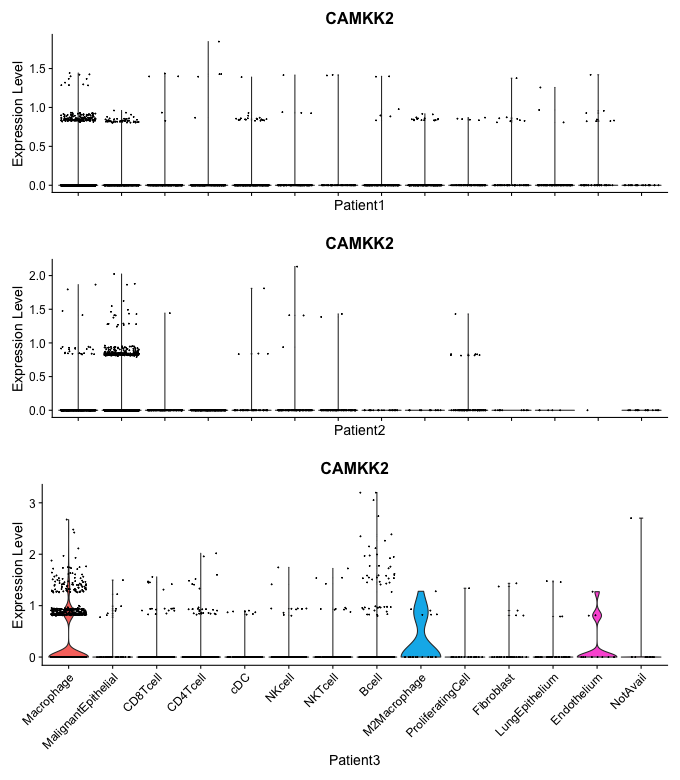 CAMKK2
Expression Level
1.5
1.0
0.5
0.0
Patient1
CAMKK2
Expression Level
2.0
1.5
1.0
0.5
0.0
Patient2
CAMKK2
Expression Level
3
2
1
0
Macrophage
MalignantEpithelial
CD8Tcell
CD4Tcell
cDC
NKcell
NKTcell
Bcell
M2Macrophage
ProliferatingCell
Fibroblast
LungEpithelium
Endothelium
NotAvail
Patient3